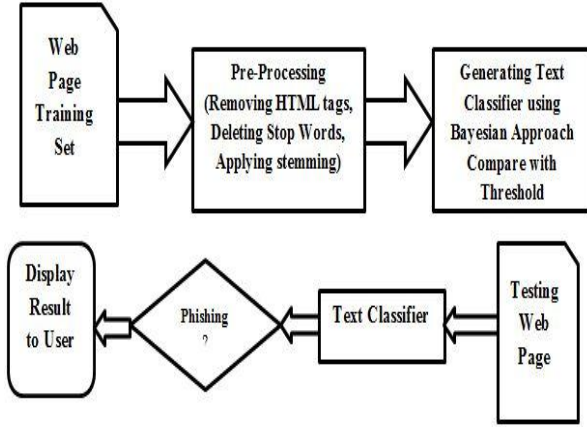 Web
Page
Training
Set
Pre-Processing
(Removing HTML tags,
Deleting Stop Words,
Applying stemming)
Generating Text
Classifier using
Bayesian Approach
Compare with
Threshold
Display
Result
to User
Phishing
?
Text Classifier
Testing
Web
Page